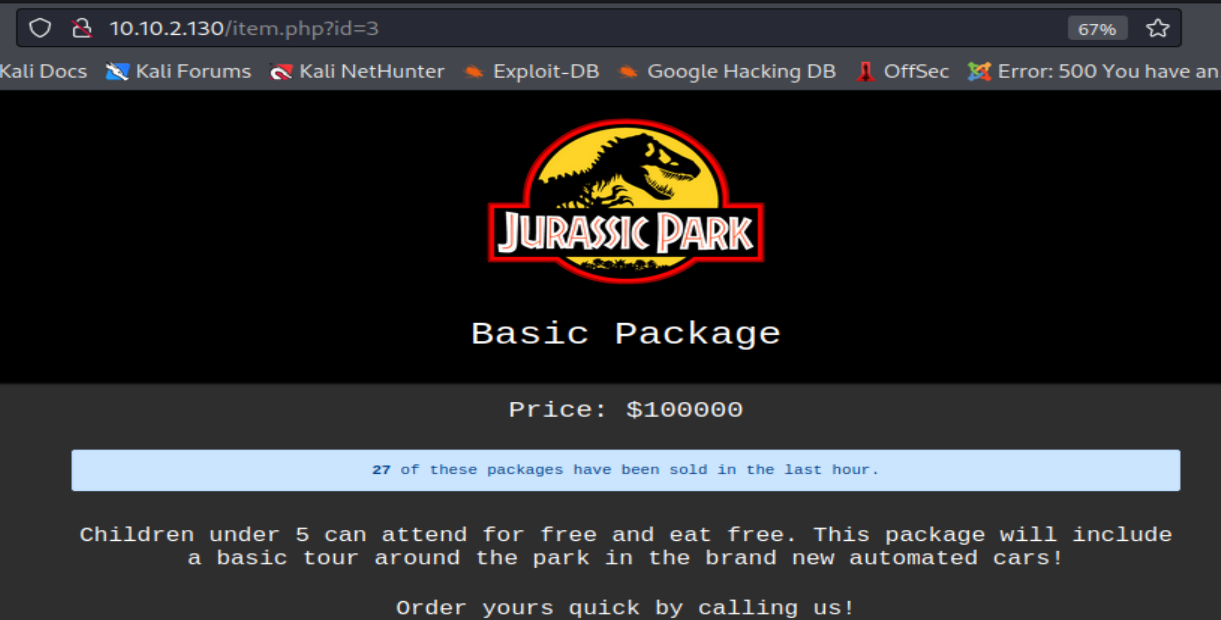 10.10.2.130/item.php?id=3
67%
Kali Docs Kali Forums Kali NetHunter Exploit-DB Google Hacking DB OffSec Error: 500 You have an
JURASSIC PARK
Basic Package
Price: $100000
27 of these packages have been sold in the last hour.
Children under 5 can attend for free and eat free. This package will include
a basic tour around the park in the brand new automated cars!
Order yours quick by calling us!